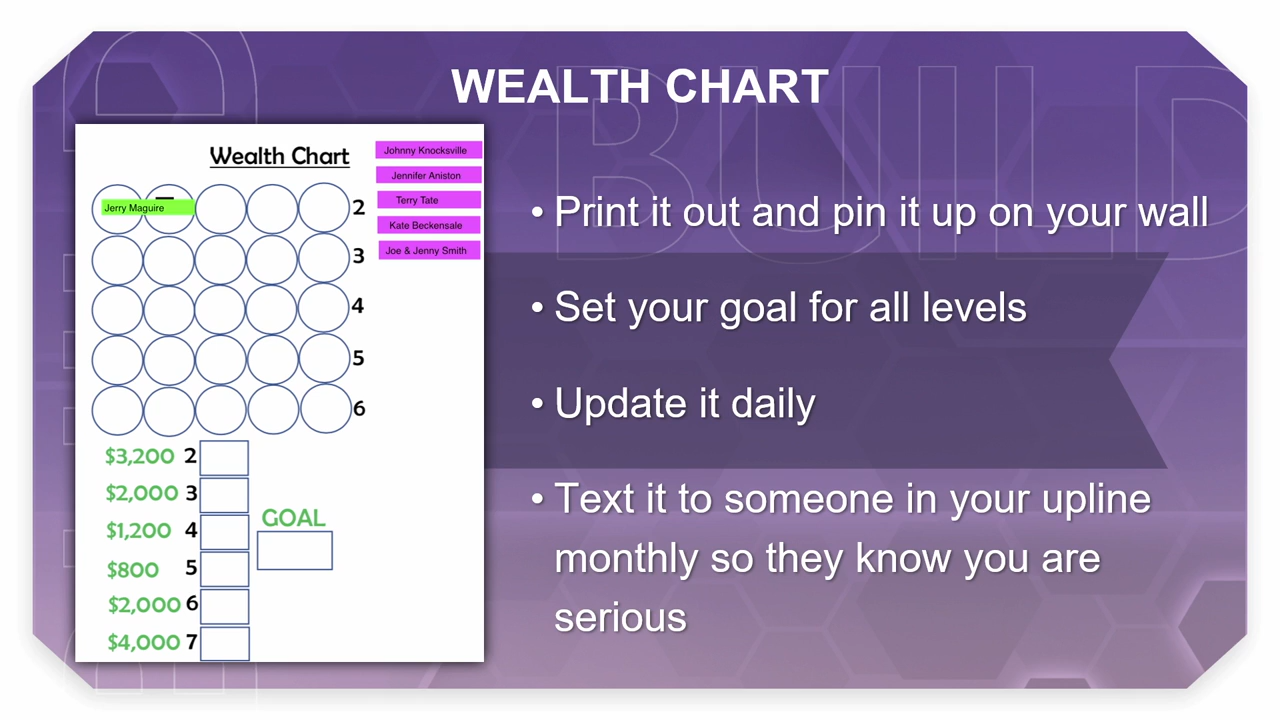 WEALTH CHART
BUILD
Wealth Chart
Johnny Knocksville
Jennifer Aniston
Terry Tate
Kate Beckensale
Joe & Jenny Smith
Jerry Maguire
2
3
4
5
6
$3,200 2
$2,000 3
$1,200 4
$800 5
$2,000 6
$4,000 7
GOAL
• Print it out and pin it up on your wall
• Set your goal for all levels
• Update it daily
• Text it to someone in your upline
monthly so they know you are
serious